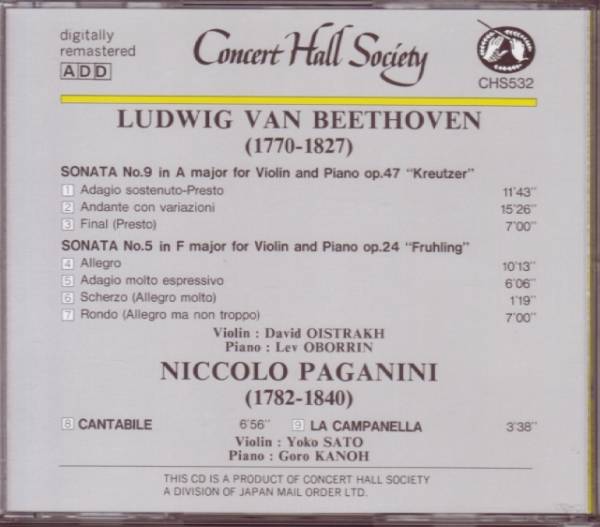 digitally
remastered
ADD
Concert Hall Society
CHS532
LUDWIG VAN BEETHOVEN
(1770-1827)
SONATA No.9 in A major for Violin and Piano op.47 "Kreutzer"
1 Adagio sostenuto-Presto 11'43"
2 Andante con variazioni 15'26"
3 Final (Presto) 7'00"
SONATA No.5 in F major for Violin and Piano op.24 "Fruhling"
4 Allegro 10'13"
5 Adagio molto espressivo 6'06"
6 Scherzo (Allegro molto) 1'19"
7 Rondo (Allegro ma non troppo) 7'00"
Violin : David OISTRAKH
Piano : Lev OBORRIN
NICCOLO PAGANINI
(1782-1840)
8 CANTABILE 6'56" 9 LA CAMPANELLA 3'38"
Violin : Yoko SATO
Piano : Goro KANOH
THIS CD IS A PRODUCT OF CONCERT HALL SOCIETY
A DIVISION OF JAPAN MAIL ORDER LTD.